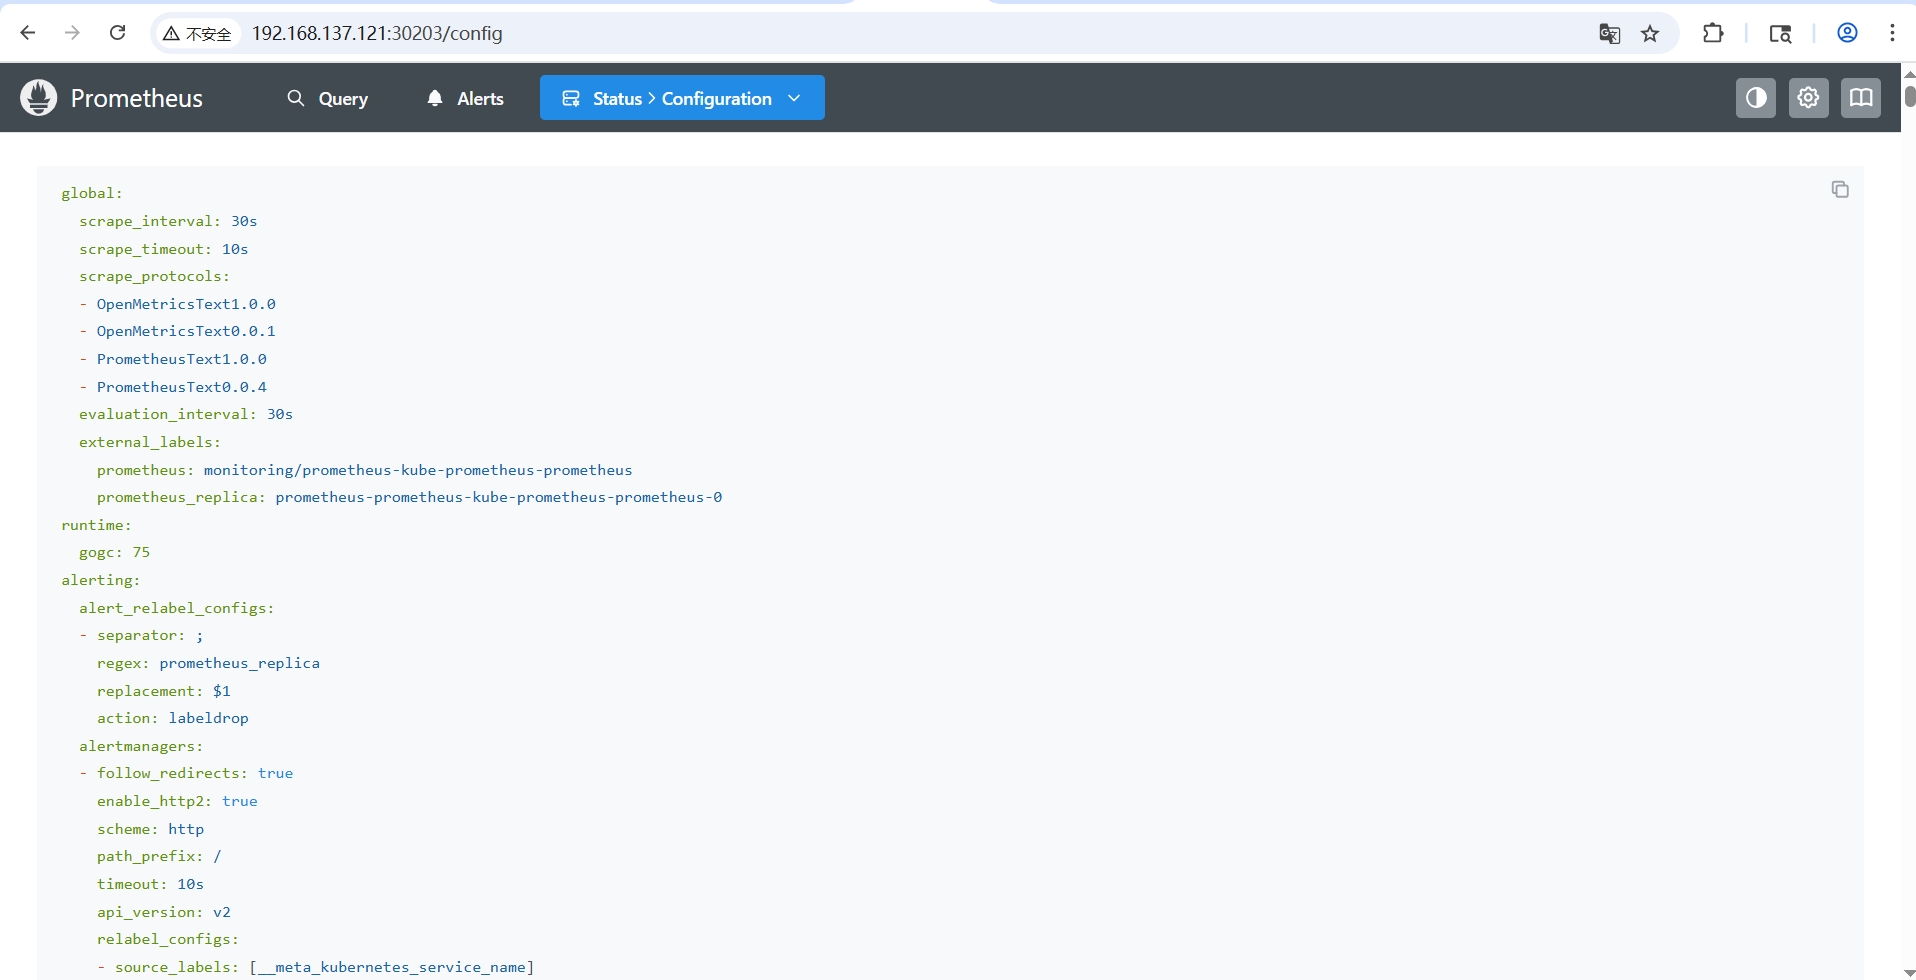 不安全 192.168.137.121:30203/config
Prometheus Query Alerts Status > Configuration
global:
  scrape_interval: 30s
  scrape_timeout: 10s
  scrape_protocols:
  - OpenMetricsText1.0.0
  - OpenMetricsText0.0.1
  - PrometheusText1.0.0
  - PrometheusText0.0.4
  evaluation_interval: 30s
  external_labels:
    prometheus: monitoring/prometheus-kube-prometheus-prometheus
    prometheus_replica: prometheus-prometheus-kube-prometheus-prometheus-0
runtime:
  gogc: 75
alerting:
  alert_relabel_configs:
  - separator: ;
    regex: prometheus_replica
    replacement: $1
    action: labeldrop
  alertmanagers:
  - follow_redirects: true
    enable_http2: true
    scheme: http
    path_prefix: /
    timeout: 10s
    api_version: v2
    relabel_configs:
    - source_labels: [__meta_kubernetes_service_name]